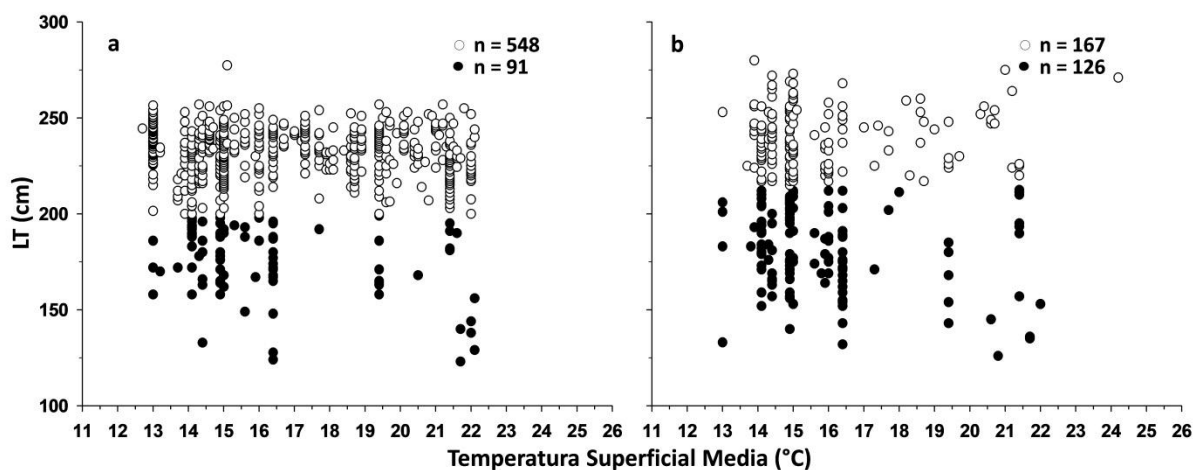 a
n = 548
n = 91
b
n = 167
n = 126
300
250
200
150
100
LT (cm)
11 12 13 14 15 16 17 18 19 20 21 22 23 24 25 26
11 12 13 14 15 16 17 18 19 20 21 22 23 24 25 26
Temperatura Superficial Media (°C)